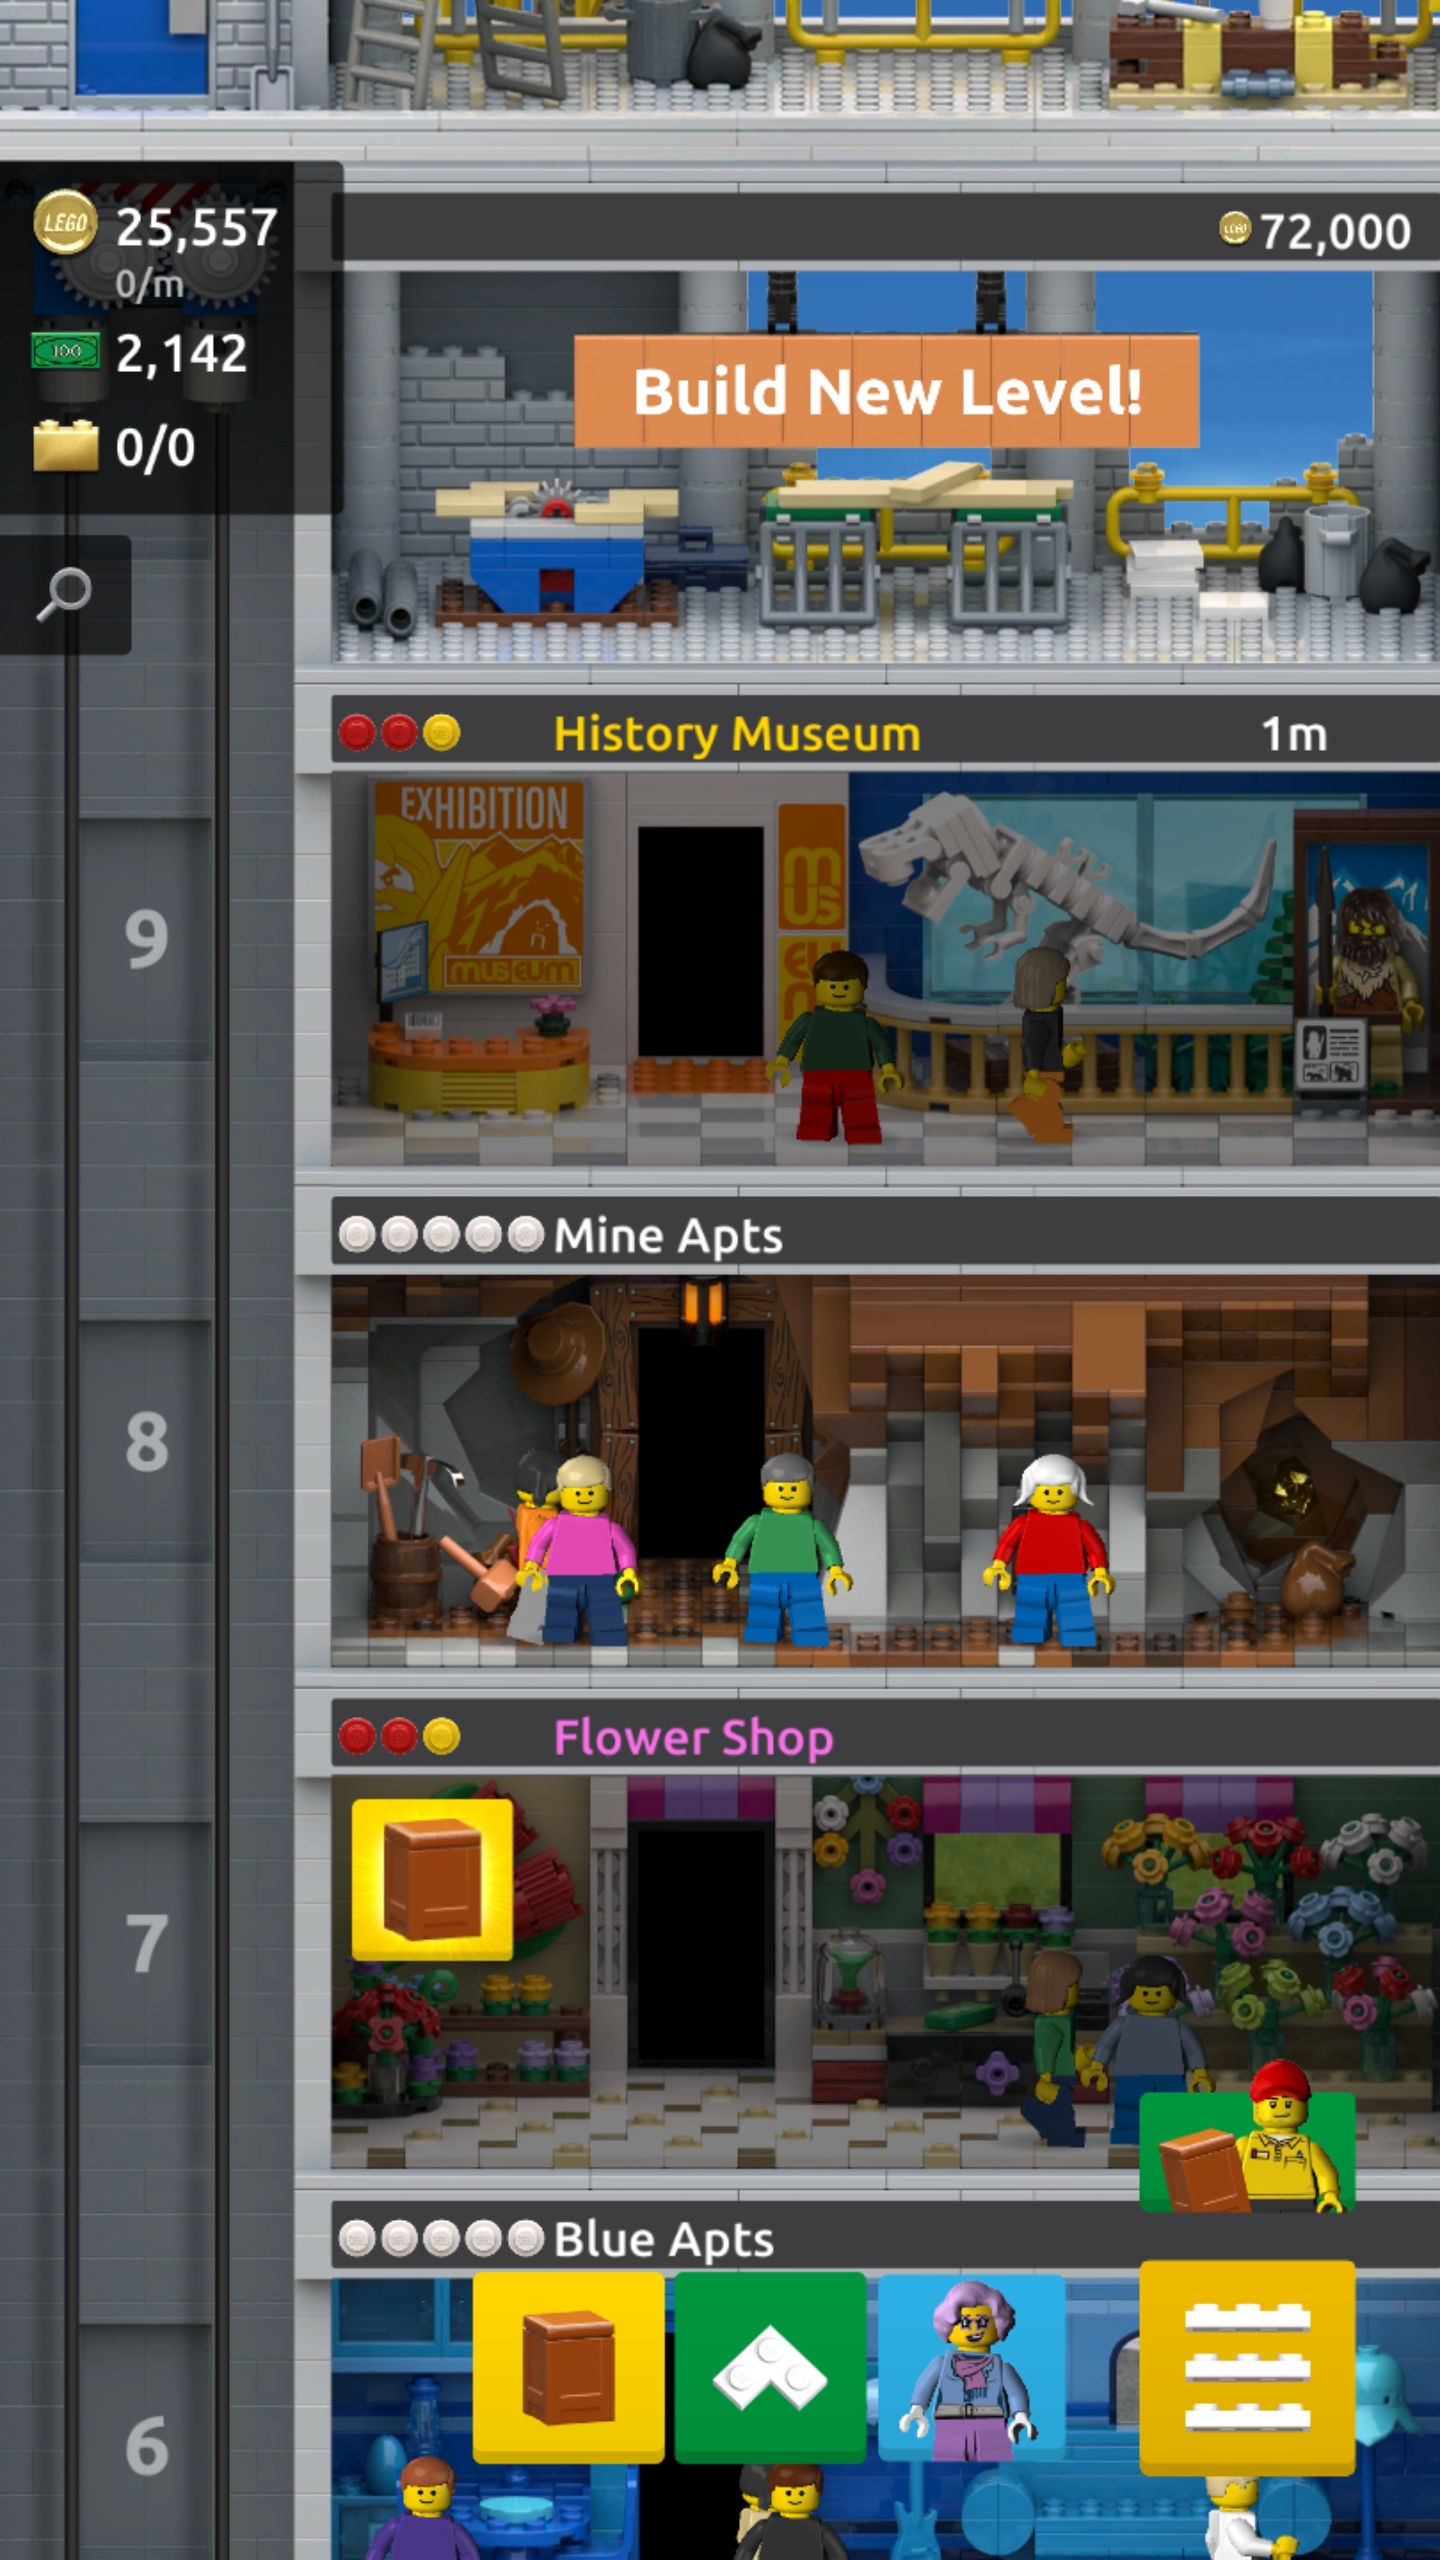 LEGO 25,557
72,000
0/m
100 2,142
Build New Level!
0/0
History Museum 1m
EXHIBITION
MUS
MUSEUM
9
Mine Apts
8
Flower Shop
7
Blue Apts
6